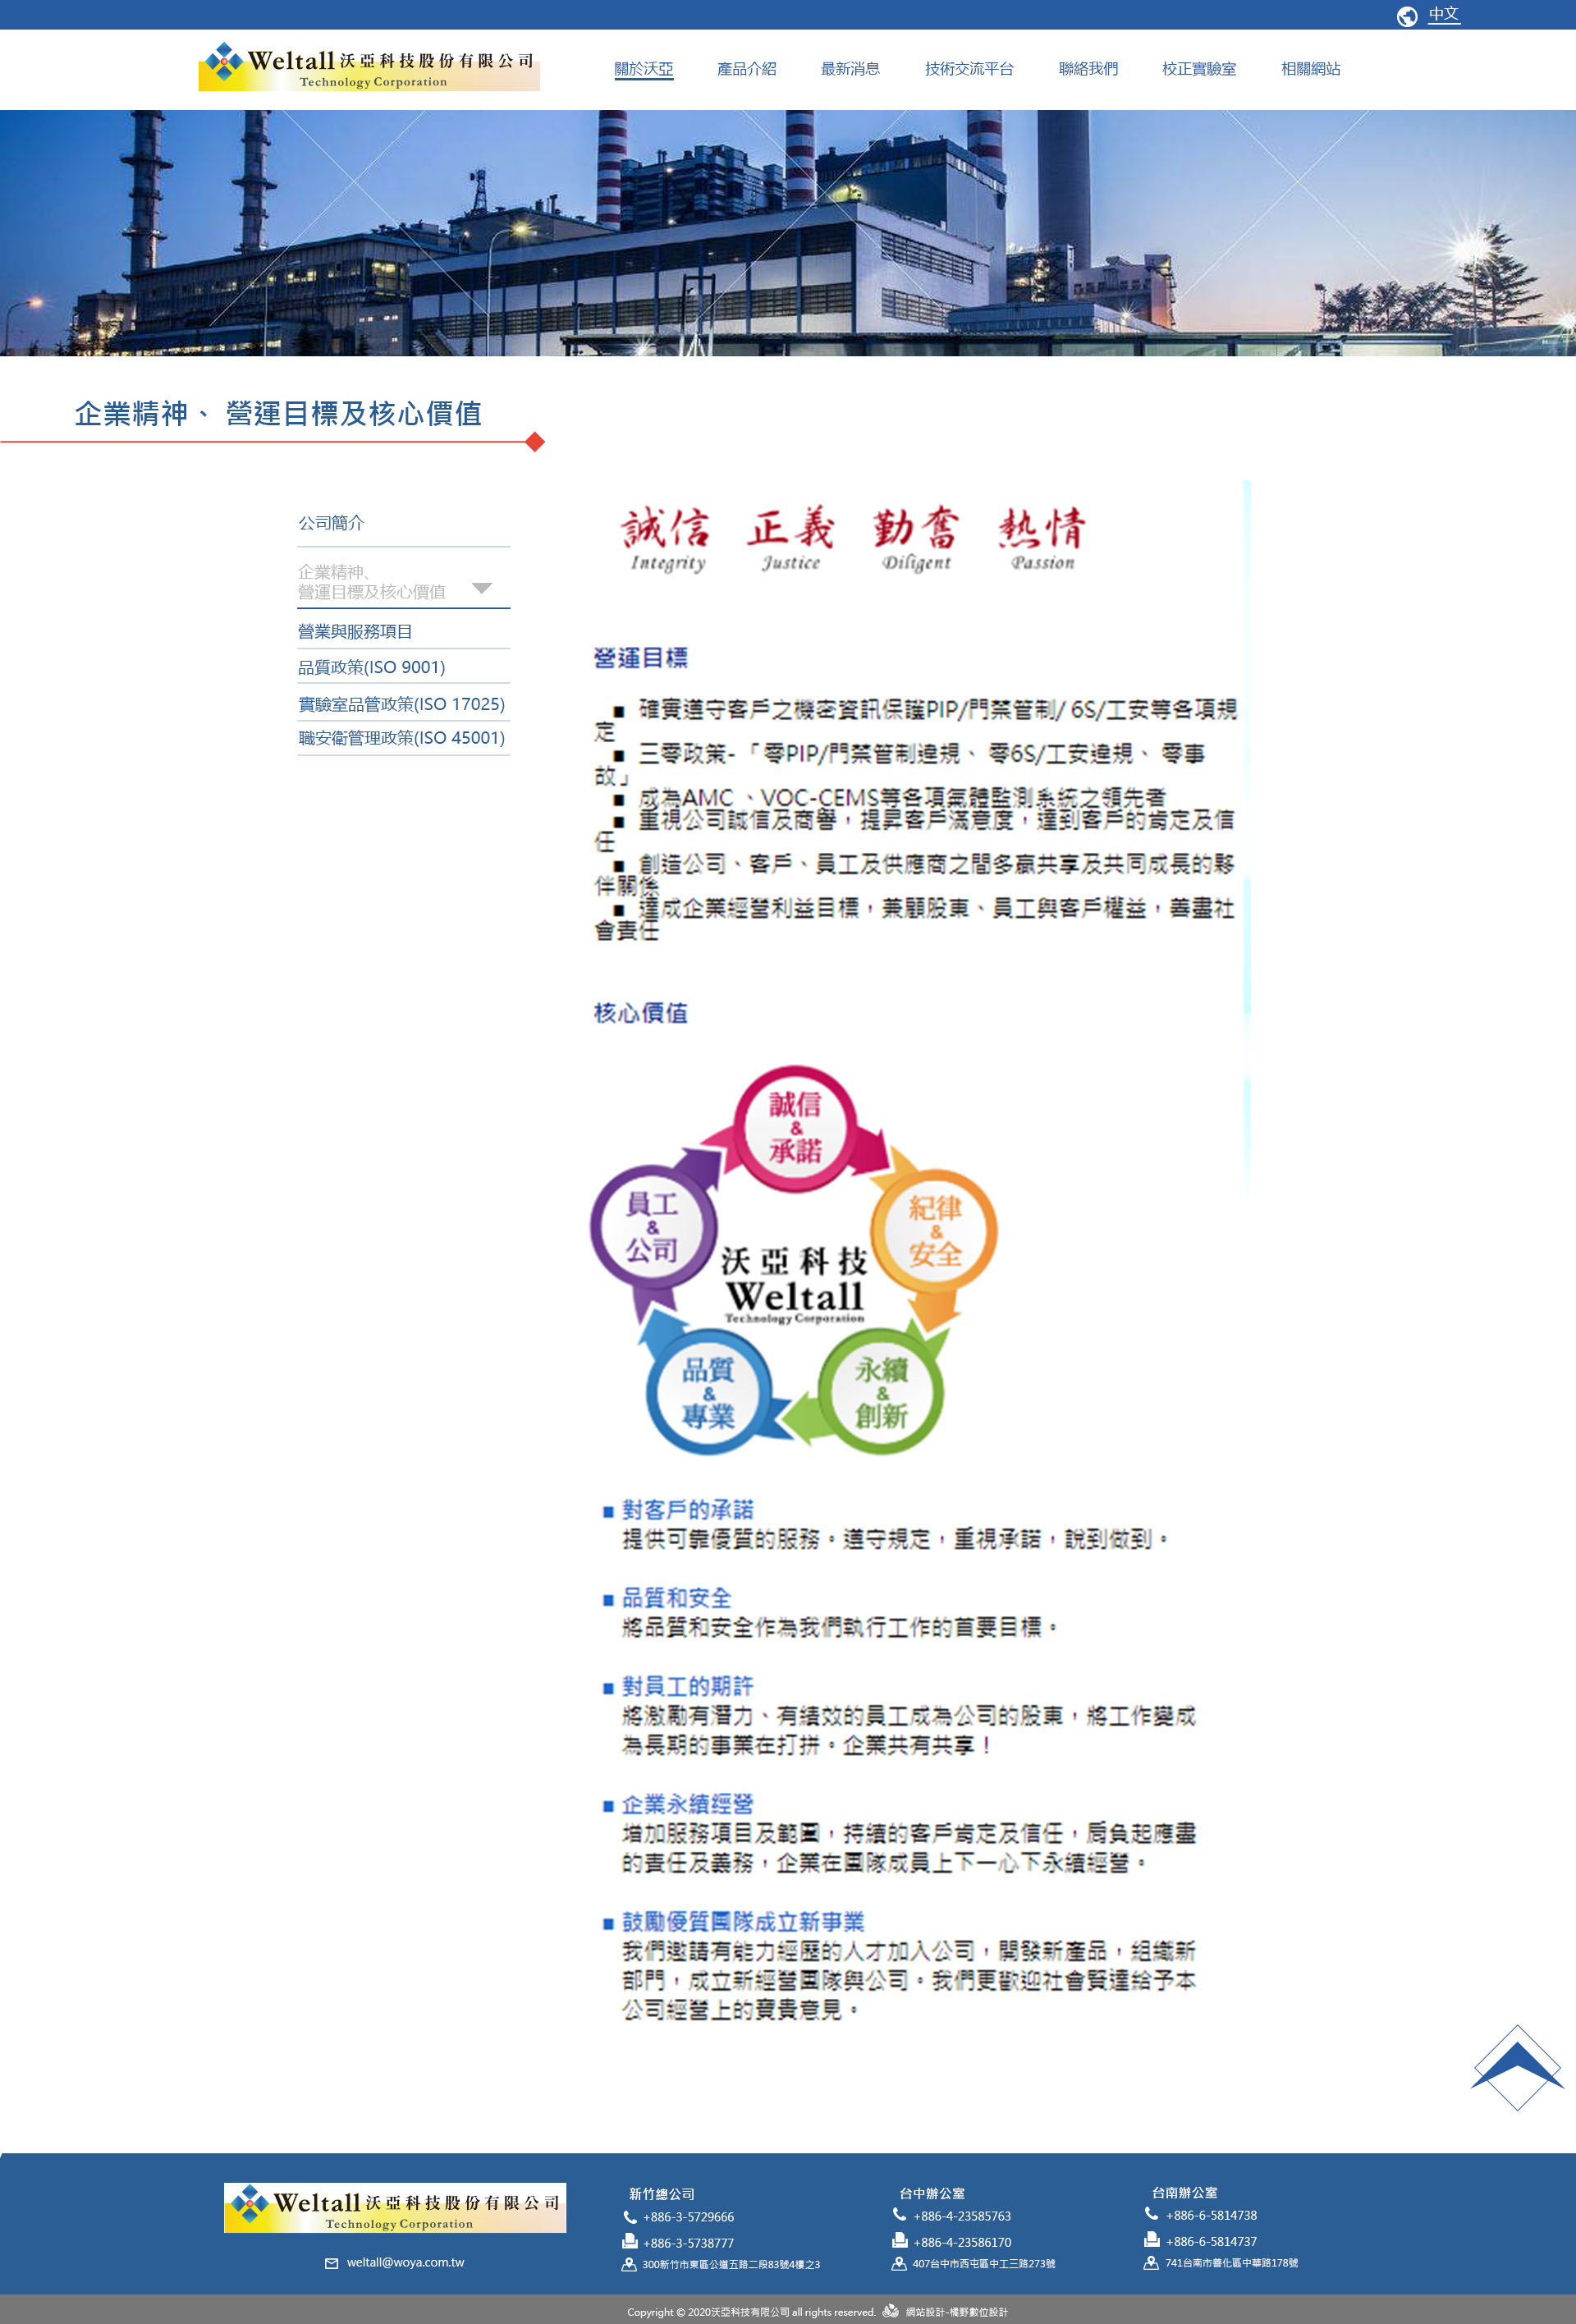 中文
Weltall 沃亞科技股份有限公司
Technology Corporation
關於沃亞 產品介紹 最新消息 技術交流平台 聯絡我們 校正實驗室 相關網站
企業精神、 營運目標及核心價值
公司簡介
企業精神、
營運目標及核心價值
營業與服務項目
品質政策(ISO 9001)
實驗室品管政策(ISO 17025)
職安衛管理政策(ISO 45001)
誠信 正義 勤奮 熱情
Integrity Justice Diligent Passion
營運目標
■ 確實遵守客戶之機密資訊保護PIP/門禁管制/ 6S/工安等各項規
定
■ 三零政策-「零PIP/門禁管制違規、 零6S/工安違規、 零事
故」
■ 成為AMC 、VOC-CEMS等各項氣體監測系統之領先者
■ 重視公司誠信及商譽，提昇客戶滿意度，達到客戶的肯定及信
任
■ 創造公司、客戶、員工及供應商之間多贏共享及共同成長的夥
伴關係
■ 達成企業經營利益目標，兼顧股東、員工與客戶權益，善盡社
會責任
核心價值
誠信
&
承諾
員工
&
公司
紀律
&
安全
沃亞科技
Weltall
Technology Corporation
品質
&
專業
永續
&
創新
■ 對客戶的承諾
提供可靠優質的服務。遵守規定，重視承諾，說到做到。
■ 品質和安全
將品質和安全作為我們執行工作的首要目標。
■ 對員工的期許
將激勵有潛力、有績效的員工成為公司的股東，將工作變成
為長期的事業在打拼。企業共有共享！
■ 企業永續經營
增加服務項目及範圍，持續的客戶肯定及信任，肩負起應盡
的責任及義務，企業在團隊成員上下一心下永續經營。
■ 鼓勵優質團隊成立新事業
我們邀請有能力經歷的人才加入公司，開發新產品，組織新
部門，成立新經營團隊與公司。我們更歡迎社會賢達給予本
公司經營上的寶貴意見。
Weltall 沃亞科技股份有限公司
Technology Corporation
weltall@woya.com.tw
新竹總公司
+886-3-5729666
+886-3-5738777
300新竹市東區公道五路二段83號4樓之3
台中辦公室
+886-4-23585763
+886-4-23586170
407台中市西屯區中工三路273號
台南辦公室
+886-6-5814738
+886-6-5814737
741台南市善化區中華路178號
Copyright © 2020沃亞科技有限公司 all rights reserved. 網站設計-橘野數位設計